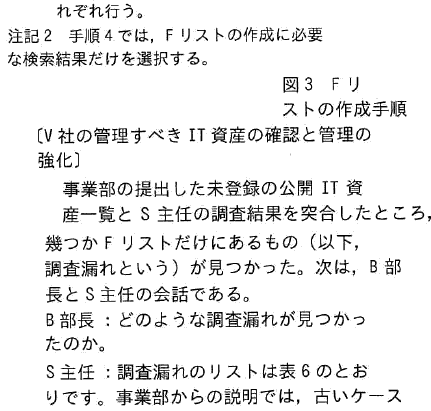 れぞれ行う。
注記2 手順4では，Fリストの作成に必要
な検索結果だけを選択する。
図3 Fリ
ストの作成手順
〔V社の管理すべきIT資産の確認と管理の
強化〕
事業部の提出した未登録の公開IT資
産一覧とS主任の調査結果を突合したところ，
幾つかFリストだけにあるもの（以下，
調査漏れという）が見つかった。次は，B部
長とS主任の会話である。
B部長：どのような調査漏れが見つかっ
たのか。
S主任：調査漏れのリストは表6のとお
りです。事業部からの説明では，古いケース